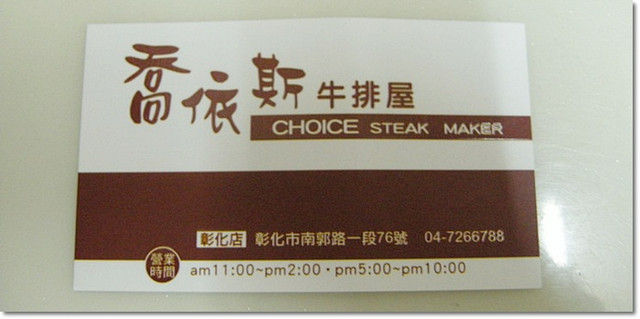 喬依斯 牛排屋
CHOICE STEAK MAKER
彰化店 彰化市南郭路一段76號 04-7266788
營業時間 am11:00~pm2:00・pm5:00~pm10:00